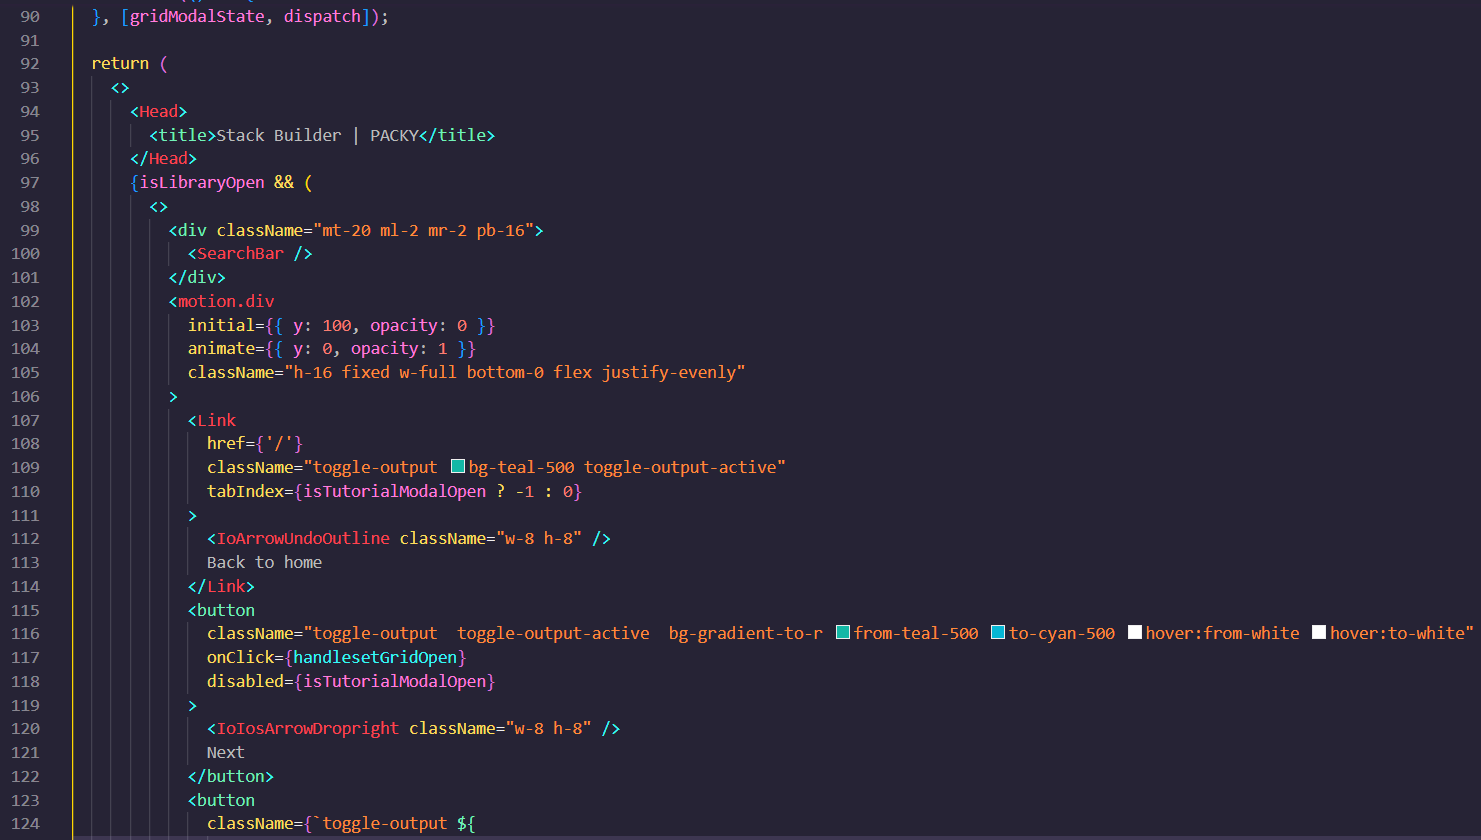 90 }, [gridModalState, dispatch]);
91
92 return (
93 <>
94 <Head>
95 <title>Stack Builder | PACKY</title>
96 </Head>
97 {isLibraryOpen && (
98 <>
99 <div className="mt-20 ml-2 mr-2 pb-16">
100 <SearchBar />
101 </div>
102 <motion.div
103 initial={{ y: 100, opacity: 0 }}
104 animate={{ y: 0, opacity: 1 }}
105 className="h-16 fixed w-full bottom-0 flex justify-evenly"
106 >
107 <Link
108 href={'/'}
109 className="toggle-output bg-teal-500 toggle-output-active"
110 tabIndex={isTutorialModalOpen ? -1 : 0}
111 >
112 <IoArrowUndoOutline className="w-8 h-8" />
113 Back to home
114 </Link>
115 <button
116 className="toggle-output  toggle-output-active  bg-gradient-to-r from-teal-500 to-cyan-500 hover:from-white hover:to-white"
117 onClick={handlesetGridOpen}
118 disabled={isTutorialModalOpen}
119 >
120 <IoIosArrowDropright className="w-8 h-8" />
121 Next
122 </button>
123 <button
124 className={`toggle-output ${